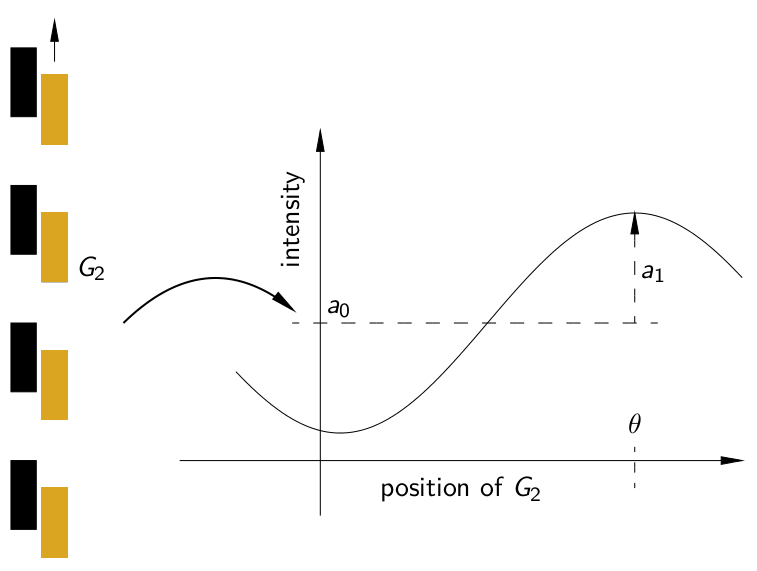 intensity
G₂
a₀
a₁
θ
position of G₂